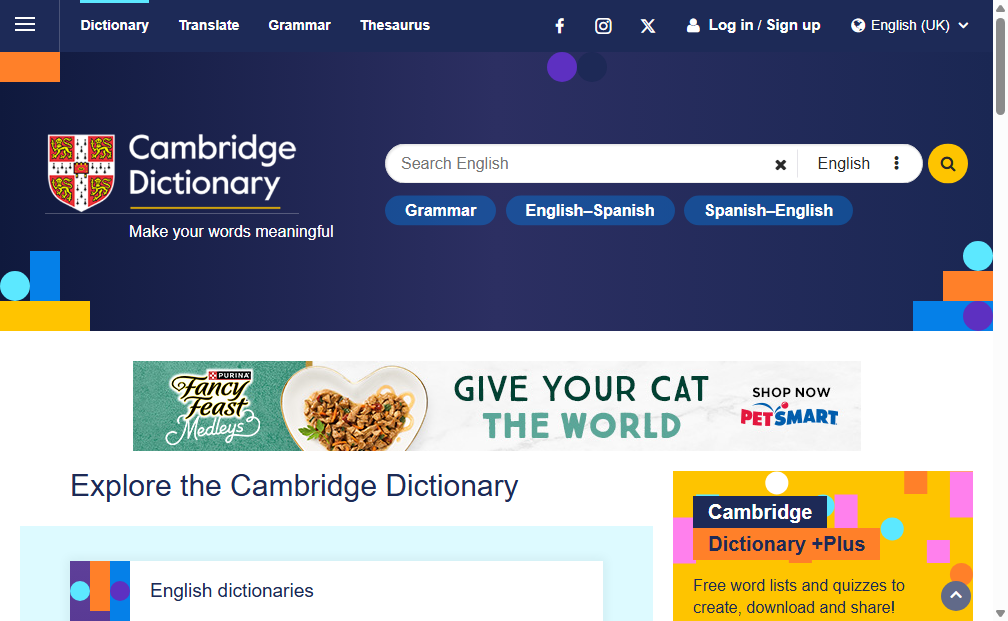 Dictionary Translate Grammar Thesaurus Log in / Sign up English (UK)
Cambridge
Dictionary
Make your words meaningful
Search English English
Grammar English–Spanish Spanish–English
PURINA
Fancy
Feast
Medleys
GIVE YOUR CAT
THE WORLD
SHOP NOW
PETSMART
Explore the Cambridge Dictionary
English dictionaries
Cambridge
Dictionary +Plus
Free word lists and quizzes to
create, download and share!